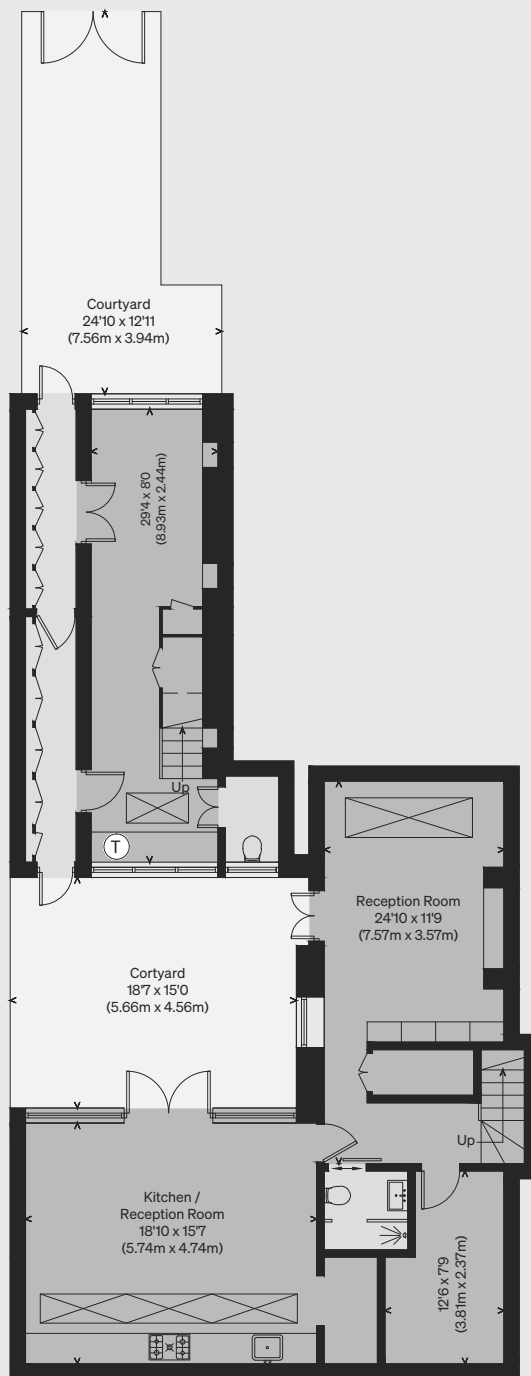 Courtyard
24'10 x 12'11
(7.56m x 3.94m)
29'4 x 8'0
(8.93m x 2.44m)
Up
T
Reception Room
24'10 x 11'9
(7.57m x 3.57m)
Cortyard
18'7 x 15'0
(5.66m x 4.56m)
Up
Kitchen /
Reception Room
18'10 x 15'7
(5.74m x 4.74m)
12'6 x 7'9
(3.81m x 2.37m)